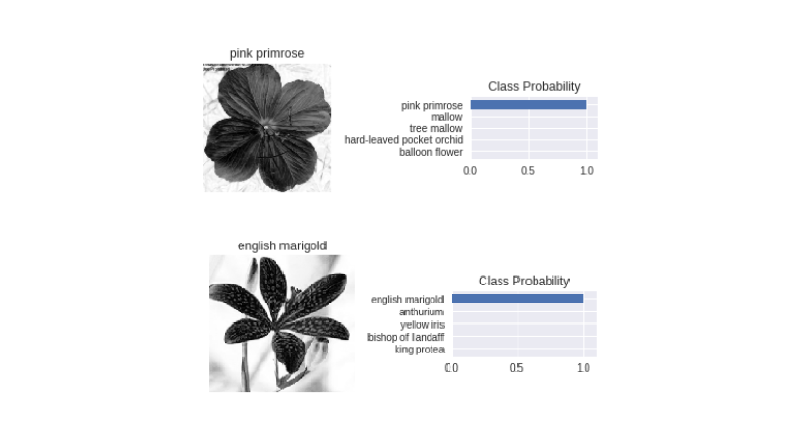 pink primrose
Class Probability
pink primrose
mallow
tree mallow
hard-leaved pocket orchid
balloon flower
0.0 0.5 1.0
english marigold
Class Probability
english marigold
anthurium
yellow iris
bishop of llandaff
king protea
0.0 0.5 1.0